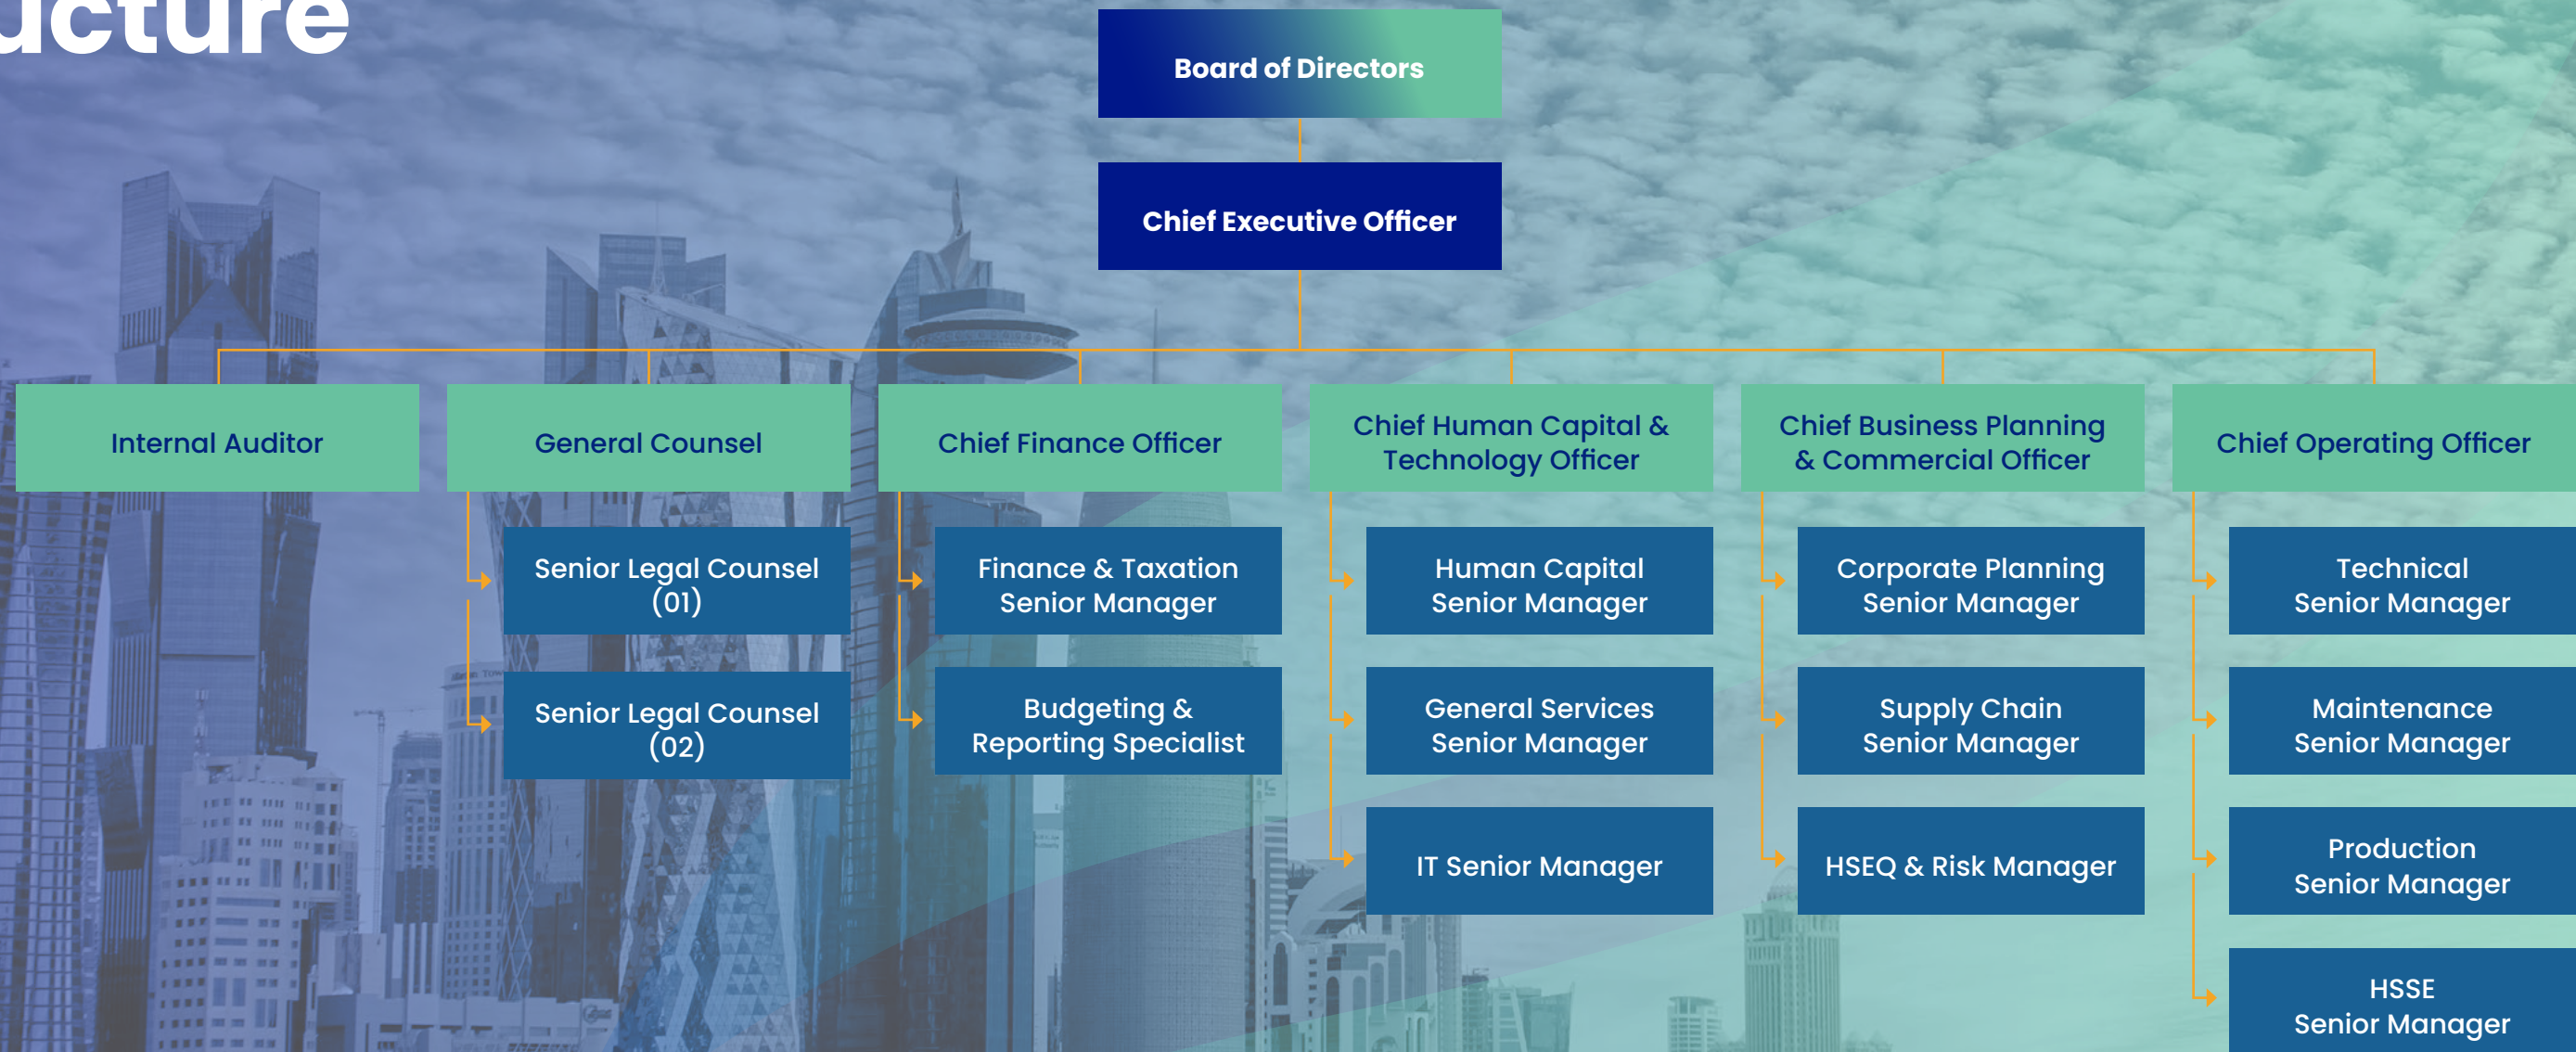 Board of Directors
Chief Executive Officer
Internal Auditor
General Counsel
Chief Finance Officer
Chief Human Capital &
Technology Officer
Chief Business Planning
& Commercial Officer
Chief Operating Officer
Senior Legal Counsel
(01)
Senior Legal Counsel
(02)
Finance & Taxation
Senior Manager
Budgeting &
Reporting Specialist
Human Capital
Senior Manager
General Services
Senior Manager
IT Senior Manager
Corporate Planning
Senior Manager
Supply Chain
Senior Manager
HSEQ & Risk Manager
Technical
Senior Manager
Maintenance
Senior Manager
Production
Senior Manager
HSSE
Senior Manager